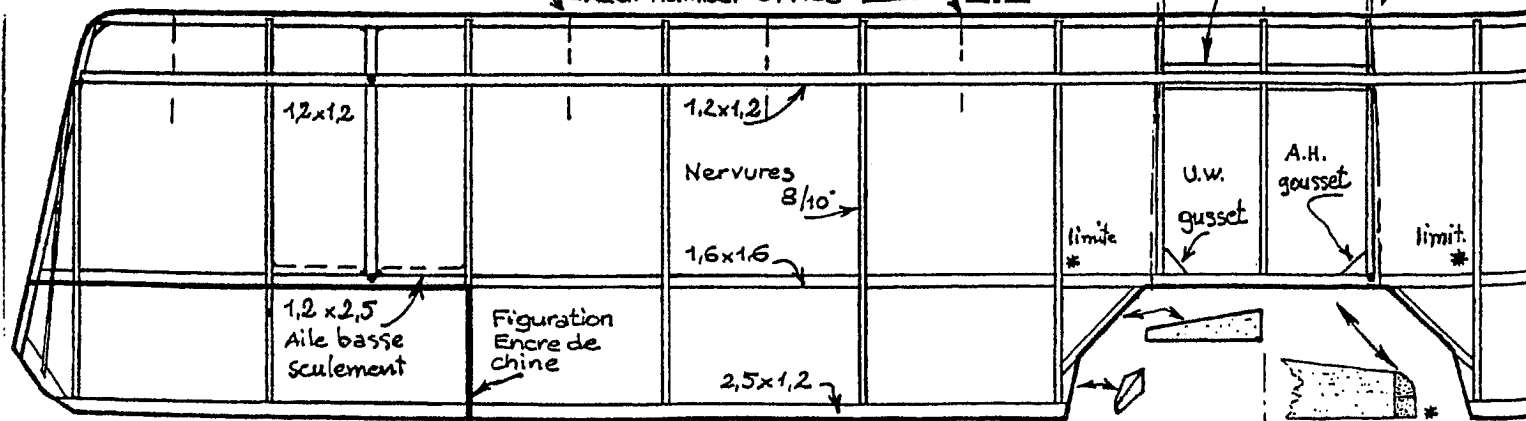 1,2x1,2
1,2x1,2
Nervures
8/10°
1,6x1,6
U.W.
gusset
A.H.
gousset
limite
*
limit.
*
1,2 x2,5
Aile basse
seulement
Figuration
Encre de
chine
2,5x1,2
*